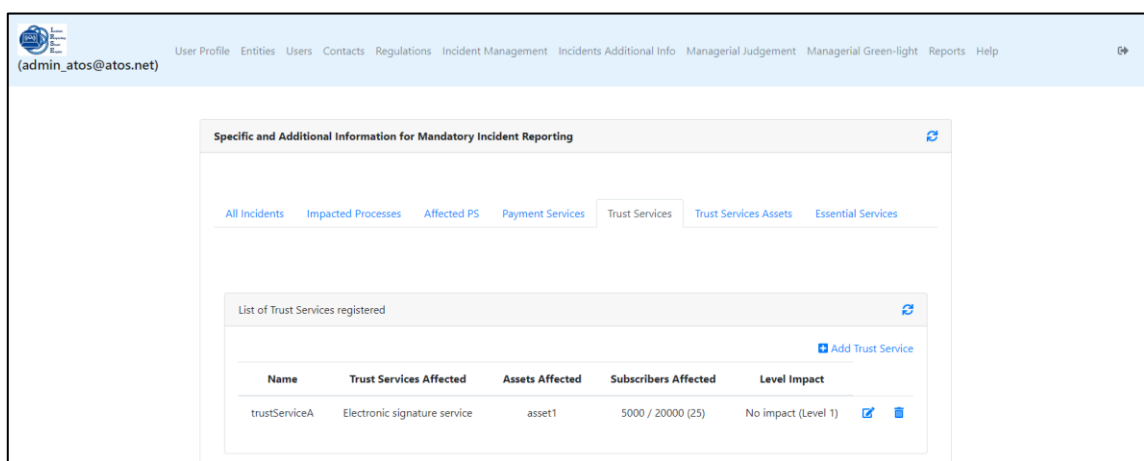 (admin_atos@atos.net)
User Profile Entities Users Contacts Regulations Incident Management Incidents Additional Info Managerial Judgement Managerial Green-light Reports Help
Specific and Additional Information for Mandatory Incident Reporting
All Incidents Impacted Processes Affected PS Payment Services Trust Services Trust Services Assets Essential Services
List of Trust Services registered
Add Trust Service
Name Trust Services Affected Assets Affected Subscribers Affected Level Impact
trustServiceA Electronic signature service asset1 5000 / 20000 (25) No impact (Level 1)